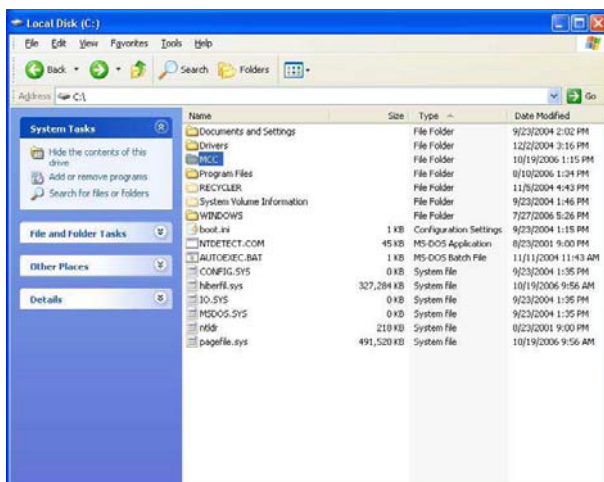 Local Disk (C:)
File Edit View Favorites Tools Help
Back Search Folders
Address C:\ Go
System Tasks
Hide the contents of this
drive
Add or remove programs
Search for files or folders
File and Folder Tasks
Other Places
Details
Name Size Type Date Modified
Documents and Settings File Folder 9/23/2004 2:02 PM
Drivers File Folder 12/2/2004 3:16 PM
MCC File Folder 10/19/2006 1:15 PM
Program Files File Folder 8/10/2006 1:34 PM
RECYCLER File Folder 11/5/2004 4:43 PM
System Volume Information File Folder 9/23/2004 1:46 PM
WINDOWS File Folder 7/27/2006 5:26 PM
boot.ini 1 KB Configuration Settings 9/23/2004 1:15 PM
NTDETECT.COM 45 KB MS-DOS Application 8/23/2001 9:00 PM
AUTOEXEC.BAT 1 KB MS-DOS Batch File 11/11/2004 11:43 AM
CONFIG.SYS 0 KB System file 9/23/2004 1:35 PM
hiberfil.sys 327,284 KB System file 10/19/2006 9:56 AM
IO.SYS 0 KB System file 9/23/2004 1:35 PM
MSDOS.SYS 0 KB System file 9/23/2004 1:35 PM
ntldr 218 KB System file 8/23/2001 9:00 PM
pagefile.sys 491,520 KB System file 10/19/2006 9:56 AM